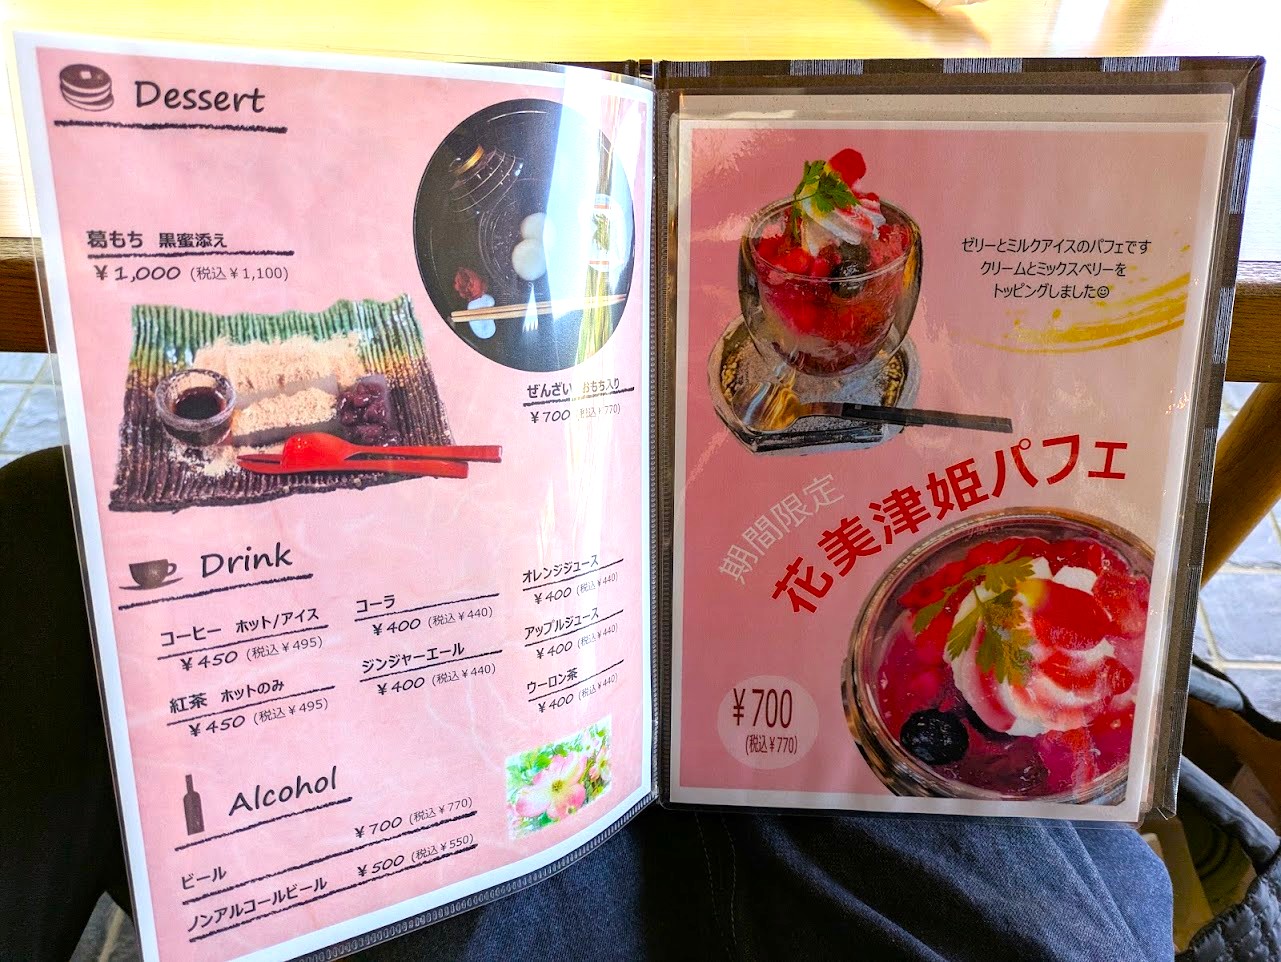 Dessert
葛もち 黒蜜添え
¥1,000 (税込¥1,100)
ぜんざい おもち入り
¥700 (税込¥770)
Drink
コーヒー ホット/アイス
¥450 (税込¥495)
紅茶 ホットのみ
¥450 (税込¥495)
コーラ
¥400 (税込¥440)
ジンジャーエール
¥400 (税込¥440)
オレンジジュース
¥400 (税込¥440)
アップルジュース
¥400 (税込¥440)
ウーロン茶
¥400 (税込¥440)
Alcohol
ビール ¥700 (税込¥770)
ノンアルコールビール ¥500 (税込¥550)
ゼリーとミルクアイスのパフェです
クリームとミックスベリーを
トッピングしました☺
期間限定
花美津姫パフェ
¥700
(税込¥770)